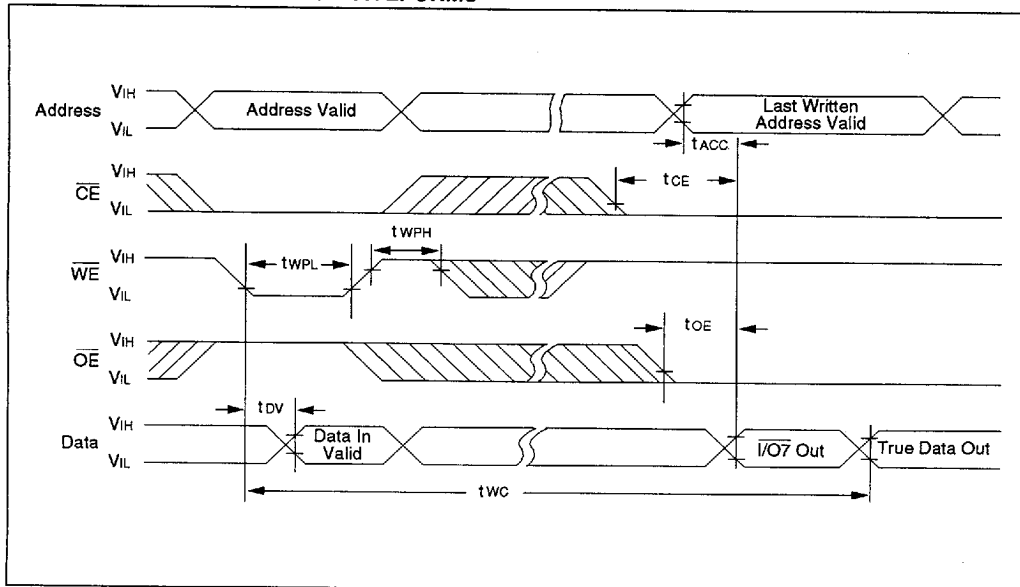 Address
VIH
VIL
Address Valid
Last Written
Address Valid
tACC
CE
VIH
VIL
tCE
WE
VIH
VIL
tWPL
tWPH
OE
VIH
VIL
tOE
Data
VIH
VIL
tDV
Data In
Valid
I/O7 Out
True Data Out
tWC